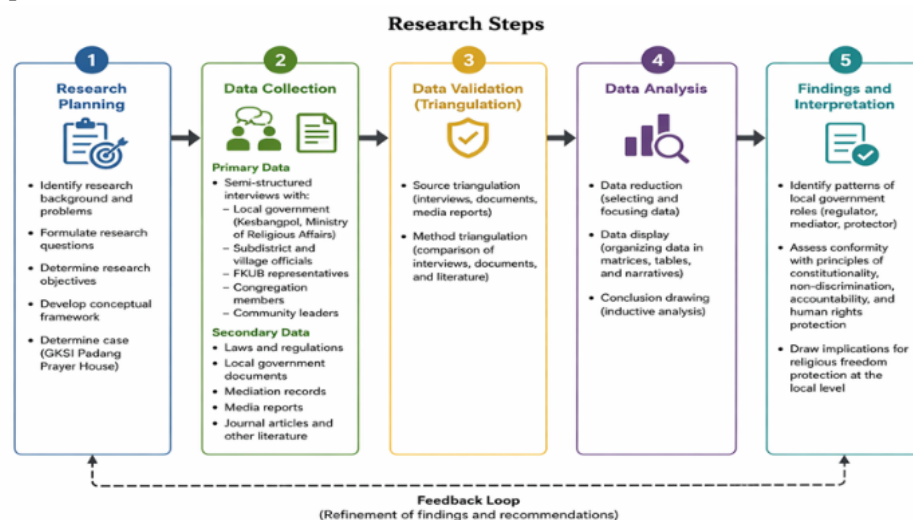 Research Steps
1
Research
Planning
• Identify research
background and
problems
• Formulate research
questions
• Determine research
objectives
• Develop conceptual
framework
• Determine case
(GKSI Padang
Prayer House)
2
Data Collection
Primary Data
• Semi-structured
interviews with:
– Local government
(Kesbangpol, Ministry
of Religious Affairs)
– Subdistrict and
village officials
– FKUB representatives
– Congregation
members
– Community leaders
Secondary Data
• Laws and regulations
• Local government
documents
• Mediation records
• Media reports
• Journal articles and
other literature
3
Data Validation
(Triangulation)
• Source triangulation
(interviews, documents,
media reports)
• Method triangulation
(comparison of
interviews, documents,
and literature)
4
Data Analysis
• Data reduction
(selecting and
focusing data)
• Data display
(organizing data in
matrices, tables,
and narratives)
• Conclusion drawing
(inductive analysis)
5
Findings and
Interpretation
• Identify patterns of
local government
roles (regulator,
mediator, protector)
• Assess conformity
with principles of
constitutionality,
non-discrimination,
accountability, and
human rights
protection
• Draw implications for
religious freedom
protection at the
local level
Feedback Loop
(Refinement of findings and recommendations)